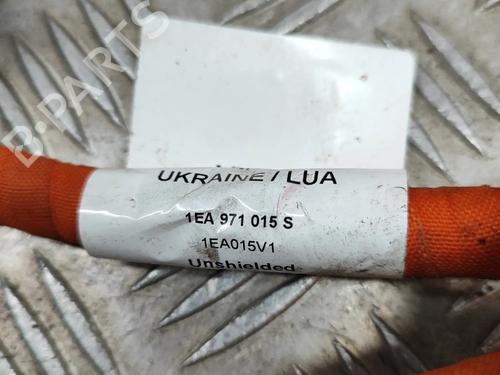 B-PARTS
UKRAINE / LUA
1EA 971 015 S
1EA015V1
Unshielded